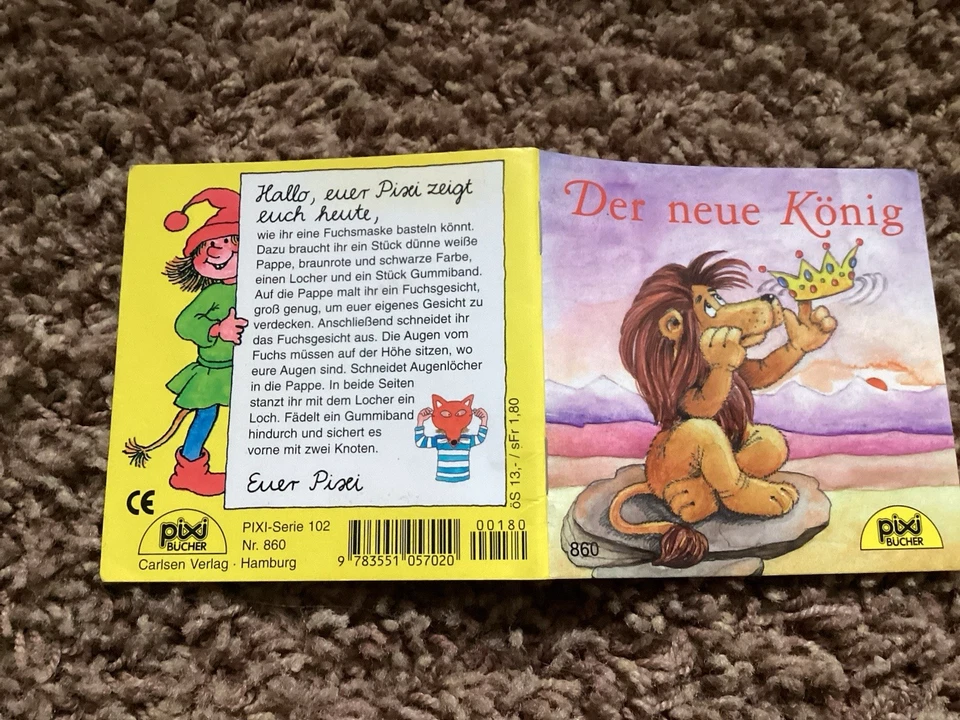 Hallo, euer Pixi zeigt
euch heute,
wie ihr eine Fuchsmaske basteln könnt.
Dazu braucht ihr ein Stück dünne weiße
Pappe, braunrote und schwarze Farbe,
einen Locher und ein Stück Gummiband.
Auf die Pappe malt ihr ein Fuchsgesicht,
groß genug, um euer eigenes Gesicht zu
verdecken. Anschließend schneidet ihr
das Fuchsgesicht aus. Die Augen vom
Fuchs müssen auf der Höhe sitzen, wo
eure Augen sind. Schneidet Augenlöcher
in die Pappe. In beide Seiten
stanzt ihr mit dem Locher ein
Loch. Fädelt ein Gummiband
hindurch und sichert es
vorne mit zwei Knoten.
Euer Pixi
öS 13,- / sFr 1,80
CE
pixi
BÜCHER
Carlsen Verlag · Hamburg
PIXI-Serie 102
Nr. 860
9 783551 057020
00180
Der neue König
860
pixi
BÜCHER